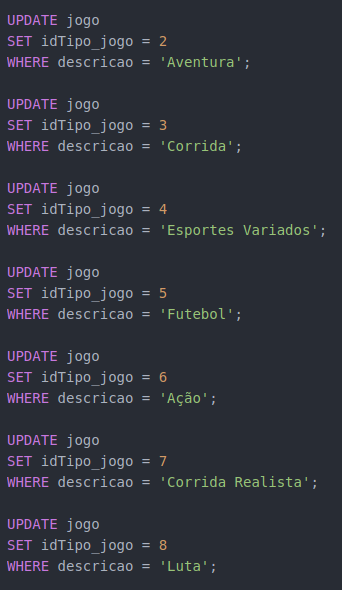 UPDATE jogo
SET idTipo_jogo = 2
WHERE descricao = 'Aventura';
UPDATE jogo
SET idTipo_jogo = 3
WHERE descricao = 'Corrida';
UPDATE jogo
SET idTipo_jogo = 4
WHERE descricao = 'Esportes Variados';
UPDATE jogo
SET idTipo_jogo = 5
WHERE descricao = 'Futebol';
UPDATE jogo
SET idTipo_jogo = 6
WHERE descricao = 'Ação';
UPDATE jogo
SET idTipo_jogo = 7
WHERE descricao = 'Corrida Realista';
UPDATE jogo
SET idTipo_jogo = 8
WHERE descricao = 'Luta';